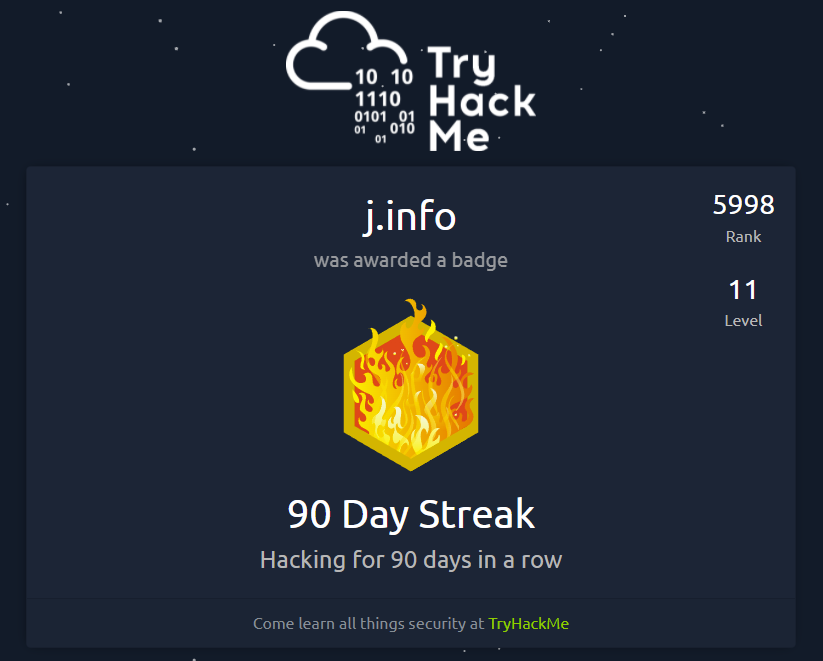 10 10
1110
0101 01
01 010
01
Try
Hack
Me
j.info
was awarded a badge
5998
Rank
11
Level
90 Day Streak
Hacking for 90 days in a row
Come learn all things security at TryHackMe